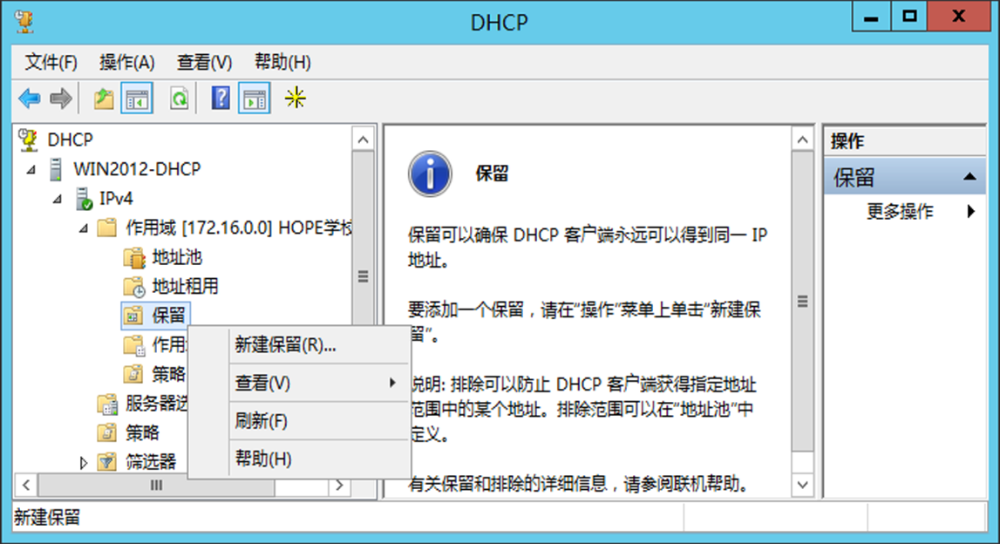 DHCP
文件(F) 操作(A) 查看(V) 帮助(H)
DHCP
WIN2012-DHCP
IPv4
作用域 [172.16.0.0] HOPE学校
地址池
地址租用
保留
作用
策略
服务器选
策略
筛选器
新建保留(R)...
查看(V)
刷新(F)
帮助(H)
保留
保留可以确保 DHCP 客户端永远可以得到同一 IP
地址。
要添加一个保留，请在“操作”菜单上单击“新建保
留”。
说明: 排除可以防止 DHCP 客户端获得指定地址
范围中的某个地址。排除范围可以在“地址池”中
定义。
有关保留和排除的详细信息，请参阅联机帮助。
操作
保留
更多操作
新建保留